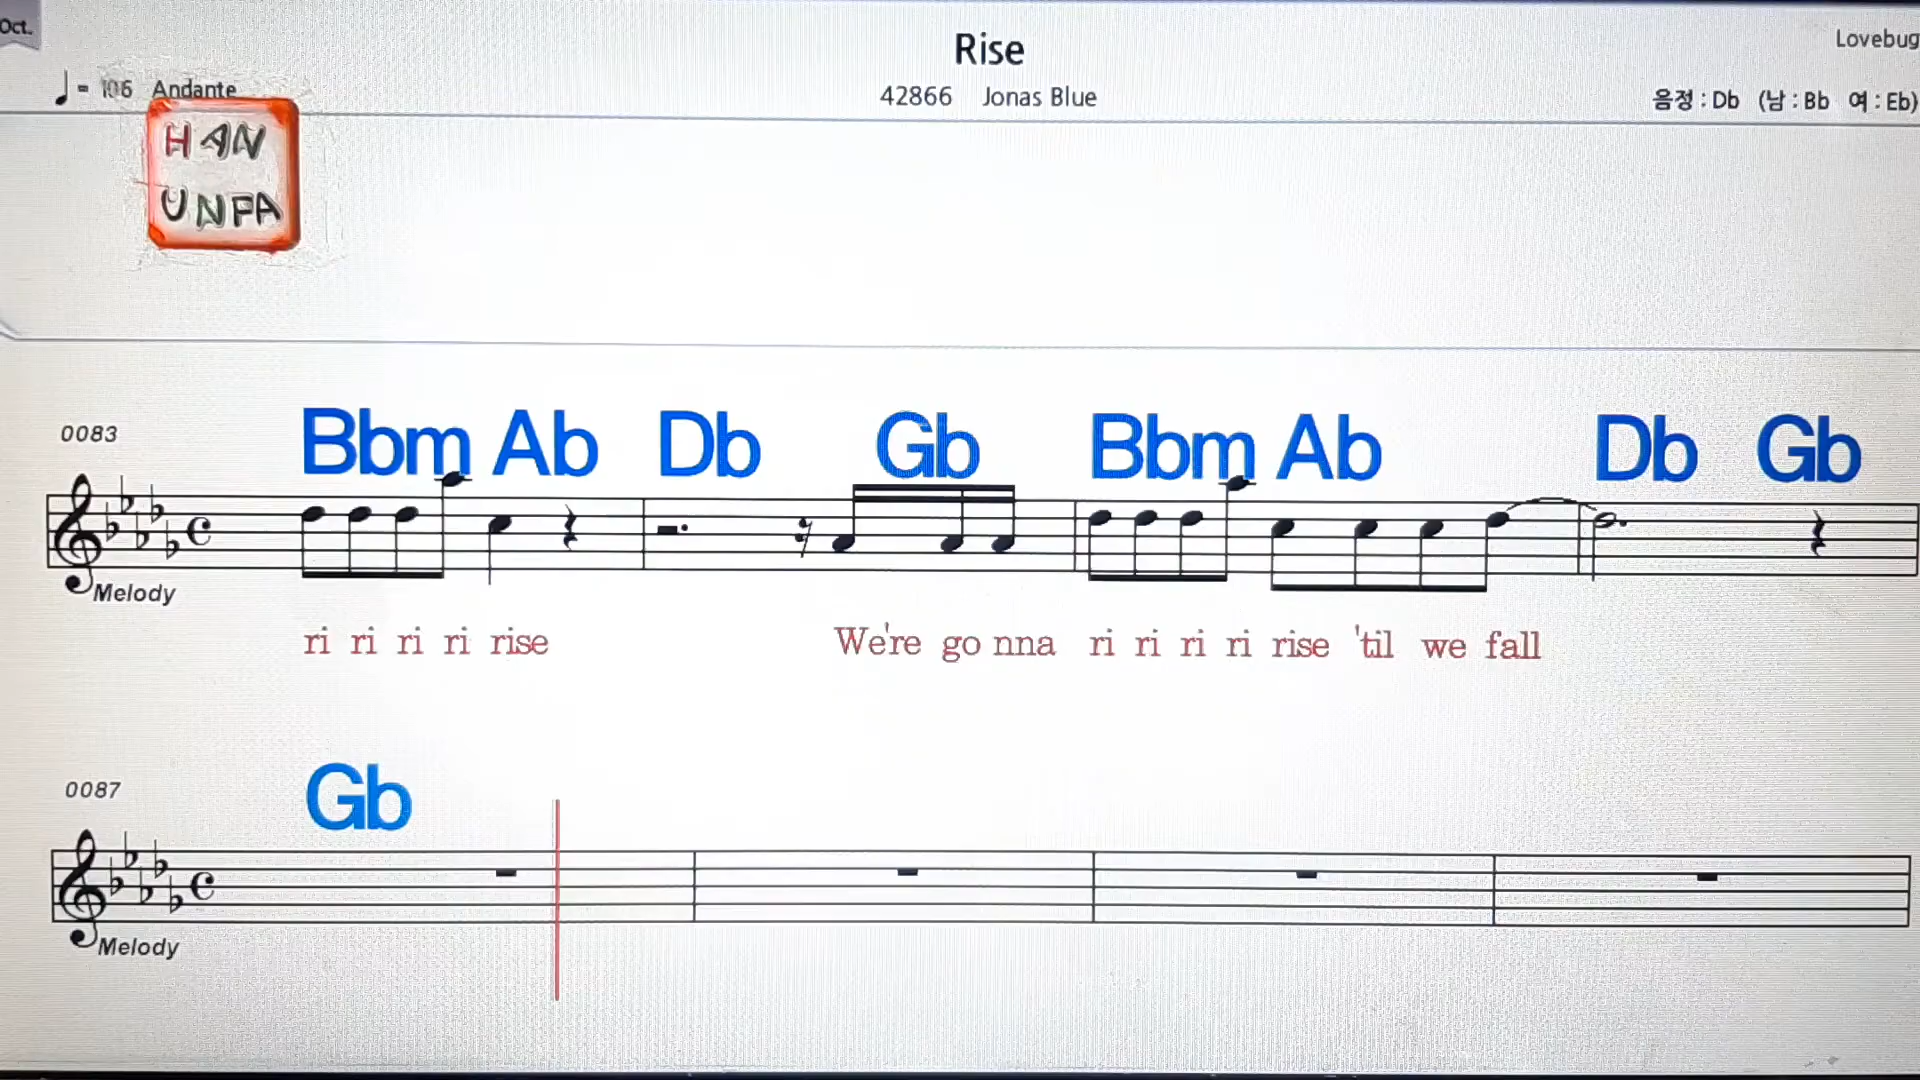 Oct.
Rise
Lovebug
= 106 Andante
42866 Jonas Blue
음정 : Db (남 : Bb 여 : Eb)
HAN
UNPA
0083
Bbm Ab Db Gb Bbm Ab Db Gb
Melody
ri ri ri ri rise We're go nna ri ri ri ri rise 'til we fall
0087
Gb
Melody